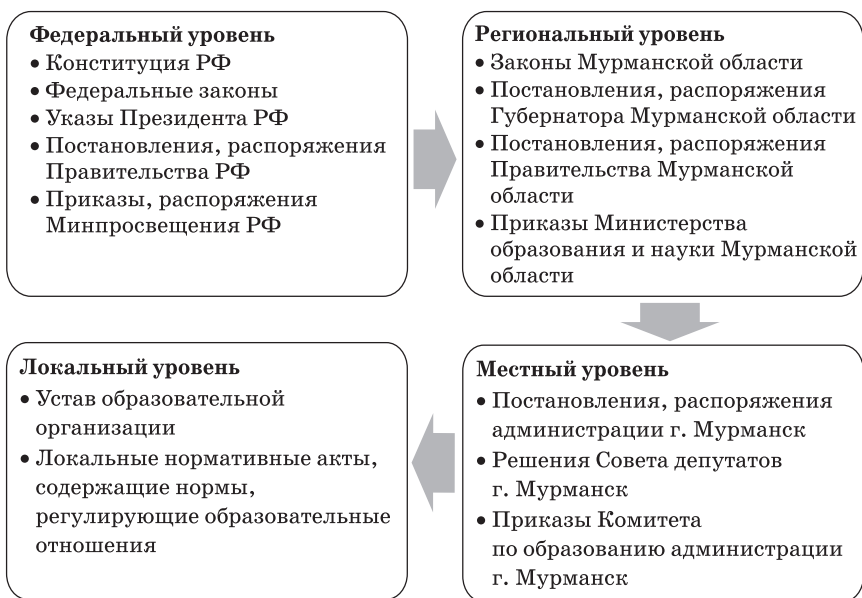 Федеральный уровень
• Конституция РФ
• Федеральные законы
• Указы Президента РФ
• Постановления, распоряжения
Правительства РФ
• Приказы, распоряжения
Минпросвещения РФ
Региональный уровень
• Законы Мурманской области
• Постановления, распоряжения
Губернатора Мурманской области
• Постановления, распоряжения
Правительства Мурманской
области
• Приказы Министерства
образования и науки Мурманской
области
Местный уровень
• Постановления, распоряжения
администрации г. Мурманск
• Решения Совета депутатов
г. Мурманск
• Приказы Комитета
по образованию администрации
г. Мурманск
Локальный уровень
• Устав образовательной
организации
• Локальные нормативные акты,
содержащие нормы,
регулирующие образовательные
отношения